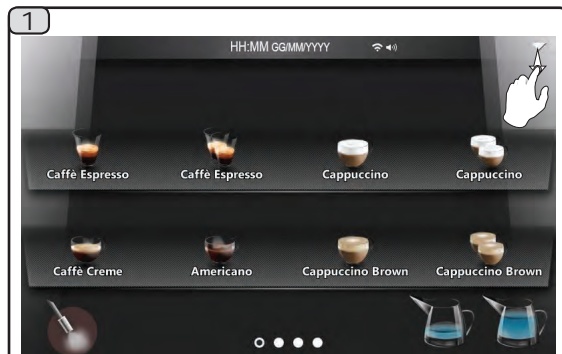 1
HH:MM GG/MM/YYYY
Caffè Espresso Caffè Espresso Cappuccino Cappuccino
Caffè Creme Americano Cappuccino Brown Cappuccino Brown